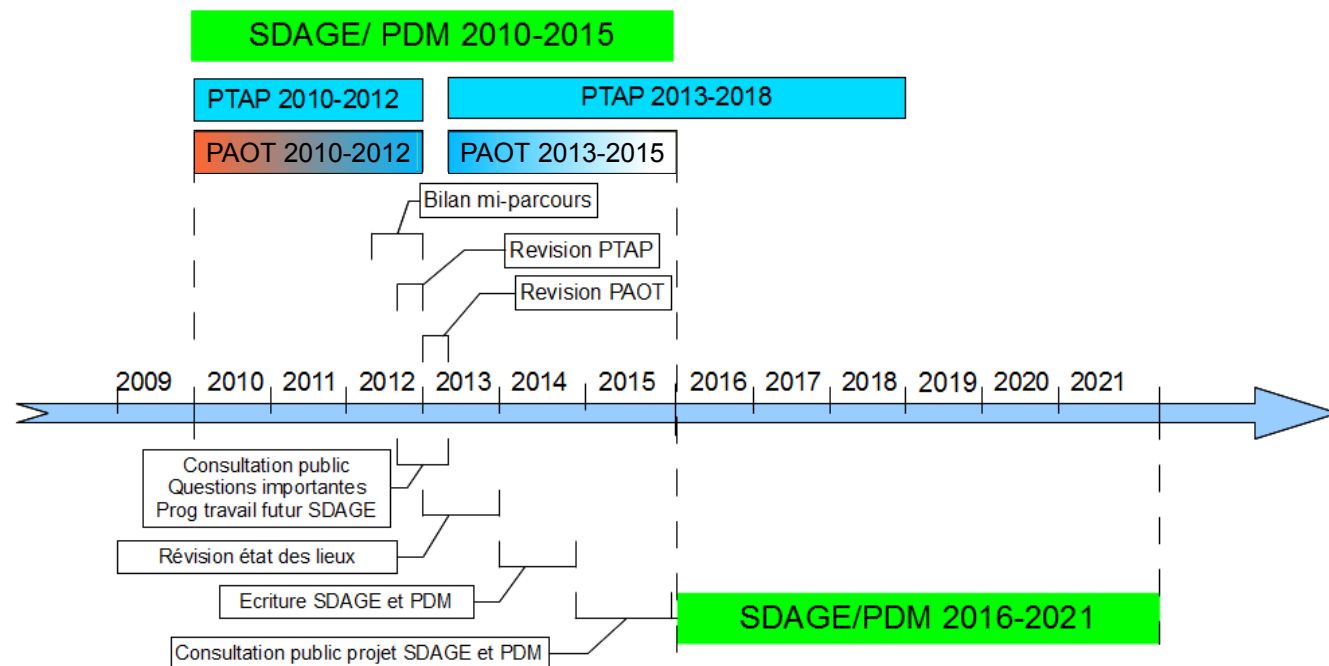 SDAGE/ PDM 2010-2015
PTAP 2010-2012
PTAP 2013-2018
PAOT 2010-2012
PAOT 2013-2015
Bilan mi-parcours
Revision PTAP
Revision PAOT
2009 2010 2011 2012 2013 2014 2015 2016 2017 2018 2019 2020 2021
Consultation public
Questions importantes
Prog travail futur SDAGE
Révision état des lieux
Ecriture SDAGE et PDM
SDAGE/PDM 2016-2021
Consultation public projet SDAGE et PDM